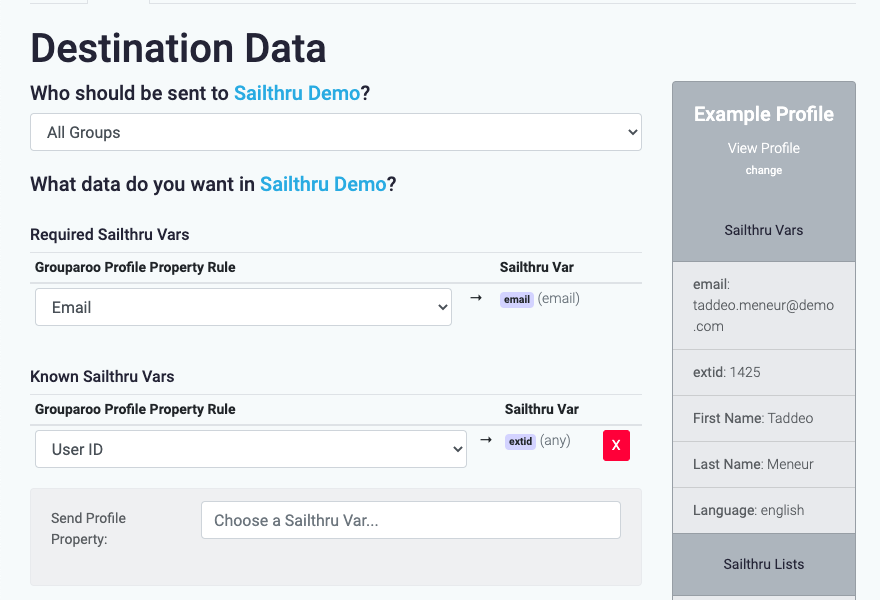 Destination Data
Who should be sent to Sailthru Demo?
All Groups
What data do you want in Sailthru Demo?
Required Sailthru Vars
Grouparoo Profile Property Rule Sailthru Var
Email → email (email)
Known Sailthru Vars
Grouparoo Profile Property Rule Sailthru Var
User ID → extid (any) X
Send Profile
Property:
Choose a Sailthru Var...
Example Profile
View Profile
change
Sailthru Vars
email:
taddeo.meneur@demo
.com
extid: 1425
First Name: Taddeo
Last Name: Meneur
Language: english
Sailthru Lists